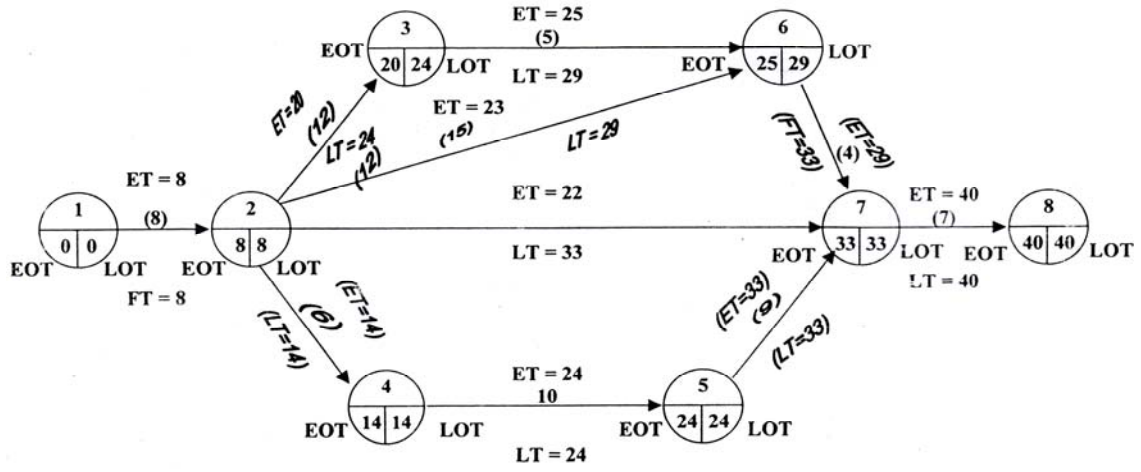 ET = 25
3
(5)
6
EOT
20 24
LOT
EOT
25 29
LOT
LT = 29
ET=20
(12)
ET = 23
(15)
LT = 24
(12)
LT = 29
(FT=33)
(4)
(ET=29)
ET = 8
ET = 22
ET = 40
1
(8)
2
7
(7)
8
0 0
8 8
33 33
40 40
EOT
LOT
EOT
LOT
EOT
LOT
EOT
LOT
FT = 8
LT = 33
LT = 40
(ET=14)
(6)
(LT=14)
(ET=33)
(9)
(LT=33)
ET = 24
4
10
5
EOT
14 14
LOT
EOT
24 24
LOT
LT = 24